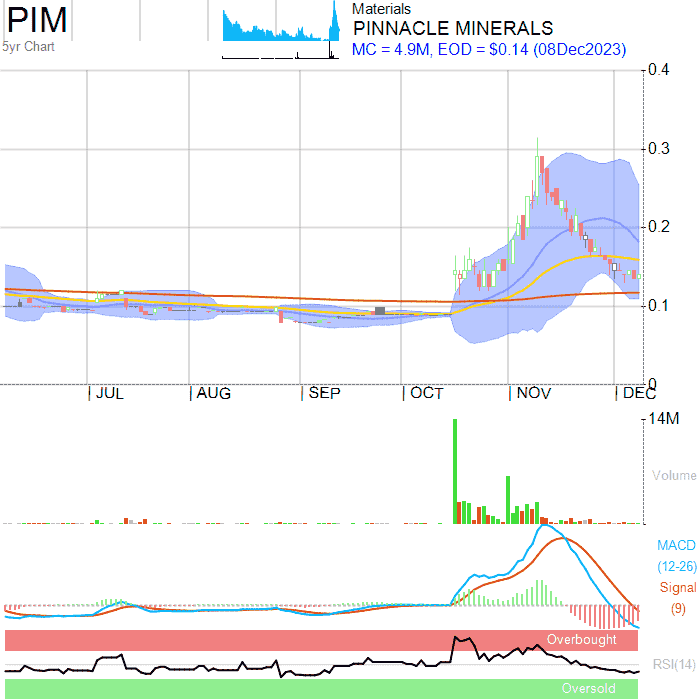 PIM
5yr Chart
Materials
PINNACLE MINERALS
MC = 4.9M, EOD = $0.14 (08Dec2023)
0.4
0.3
0.2
0.1
0
JUL AUG SEP OCT NOV DEC
14M
Volume
MACD
(12-26)
Signal
(9)
Overbought
RSI(14)
Oversold